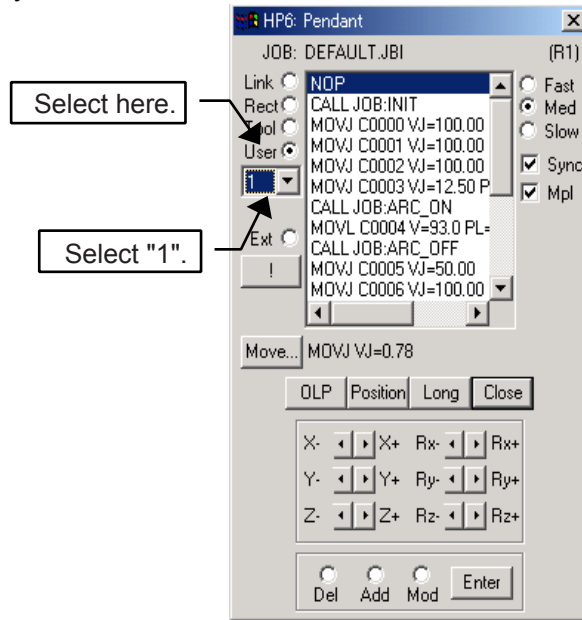 HP6: Pendant
JOB: DEFAULT.JBI (R1)
Select here.
Select "1".
Link
Rect
Tool
User
1
Ext
!
NOP
CALL JOB:INIT
MOVJ C0000 VJ=100.00
MOVJ C0001 VJ=100.00
MOVJ C0002 VJ=100.00
MOVJ C0003 VJ=12.50 P
CALL JOB:ARC_ON
MOVL C0004 V=93.0 PL=
CALL JOB:ARC_OFF
MOVJ C0005 VJ=50.00
MOVJ C0006 VJ=100.00
Fast
Med
Slow
Sync
Mpl
Move... MOVJ VJ=0.78
OLP Position Long Close
X- X+ Rx- Rx+
Y- Y+ Ry- Ry+
Z- Z+ Rz- Rz+
Del Add Mod Enter